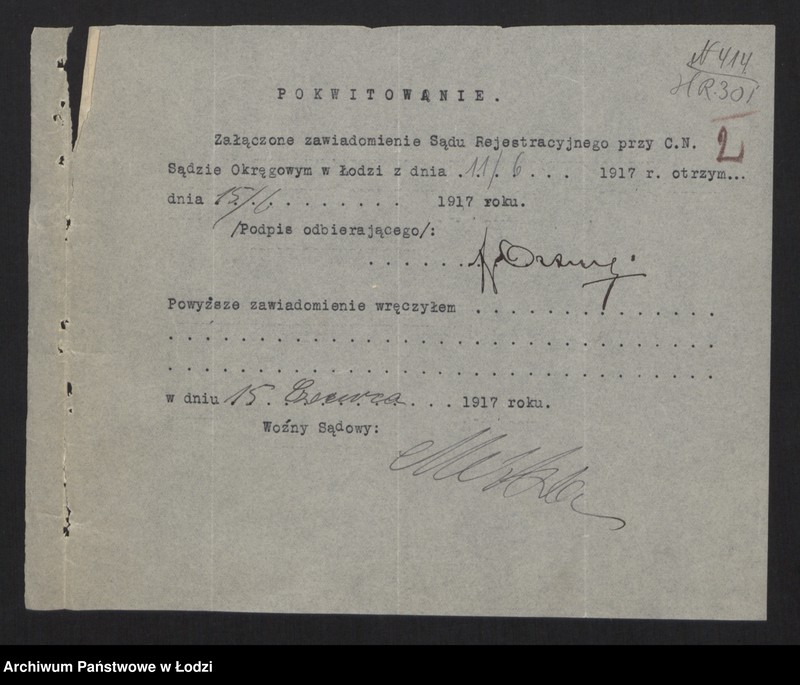 N 414
HR.301
2
POKWITOWANIE.
Załączone zawiadomienie Sądu Rejestracyjnego przy C.N.
Sądzie Okręgowym w Łodzi z dnia .11/.6. . . . 1917 r. otrzym...
dnia 15/6. . . . . . . . . 1917 roku.
/Podpis odbierającego/:
Powyższe zawiadomienie wręczyłem . . . . . . . . . . . . . .
. . . . . . . . . . . . . . . . . . . . . . . . . . . . . . . .
. . . . . . . . . . . . . . . . . . . . . . . . . . . . . . . .
w dniu 15. Czerwca. . . . 1917 roku.
Woźny Sądowy:
Archiwum Państwowe w Łodzi